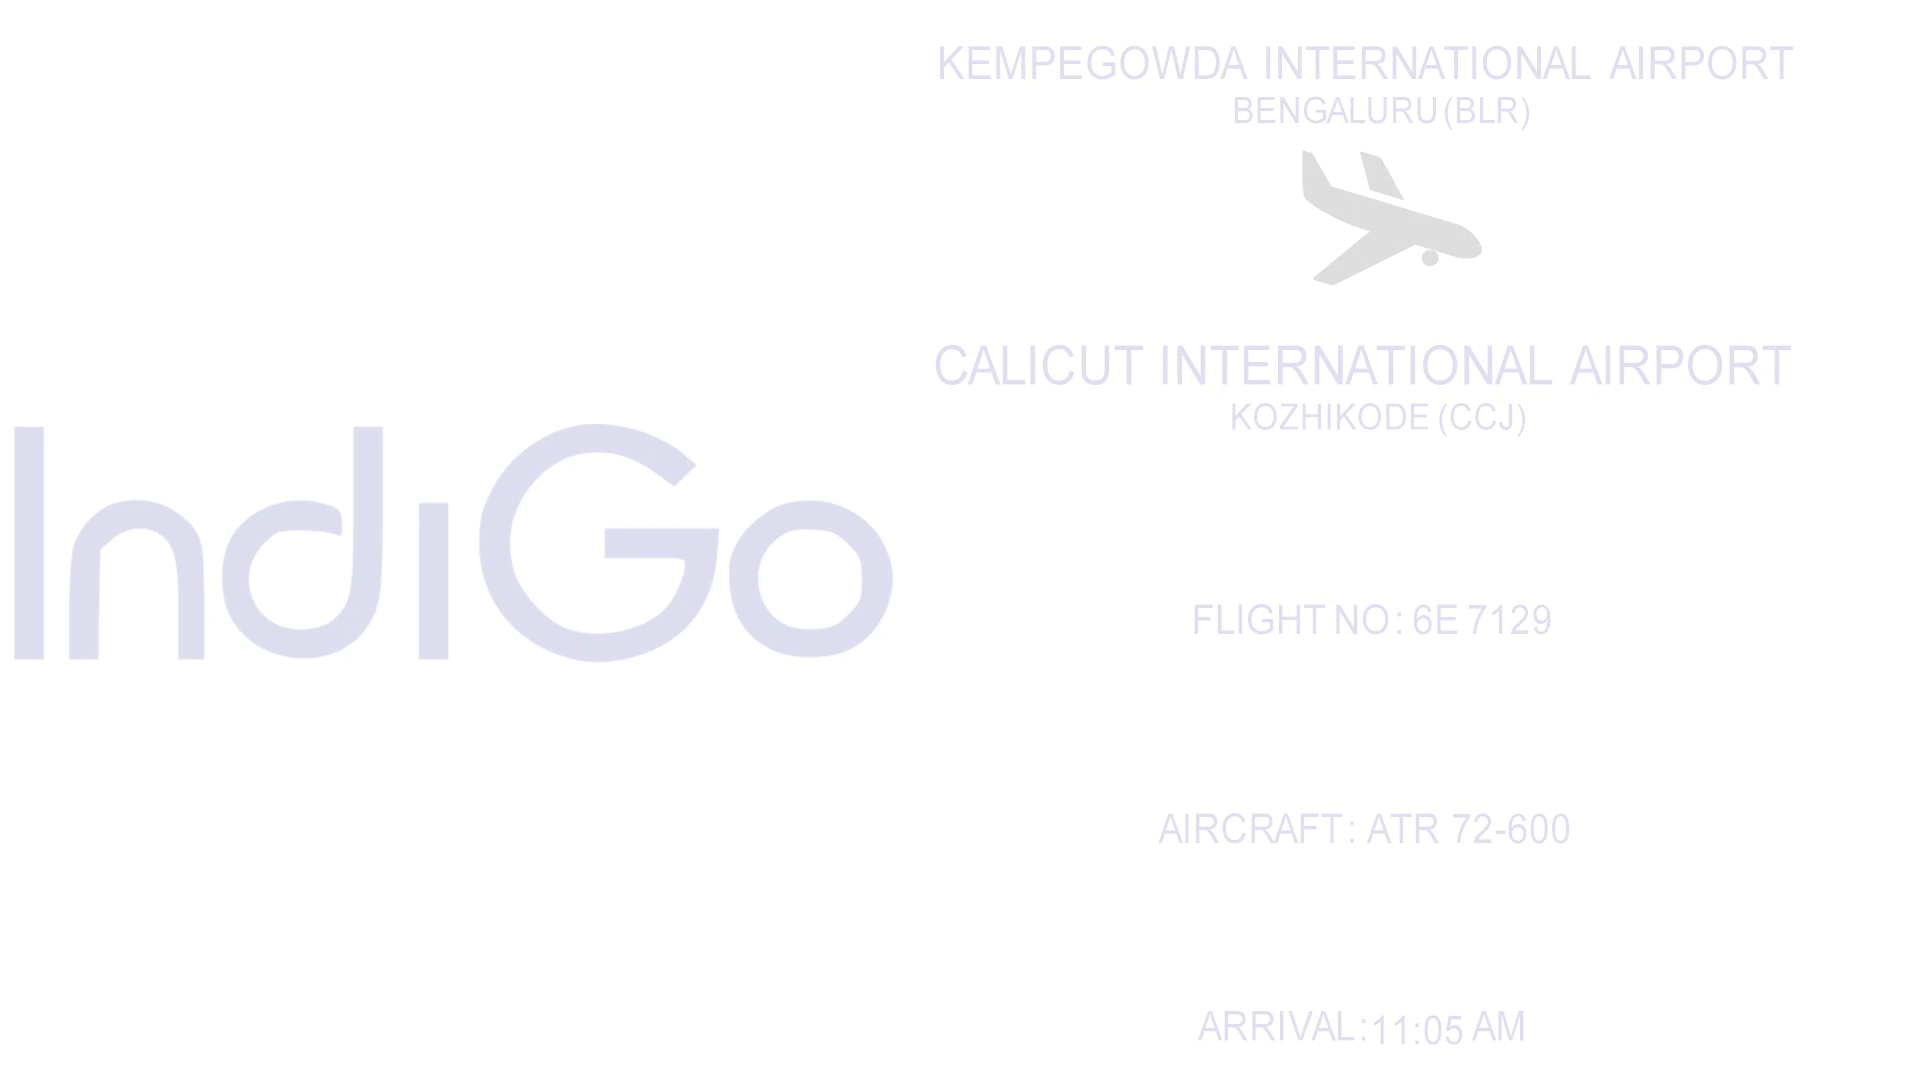 KEMPEGOWDA INTERNATIONAL AIRPORT
BENGALURU (BLR)
CALICUT INTERNATIONAL AIRPORT
KOZHIKODE (CCJ)
IndiGo
FLIGHT NO: 6E 7129
AIRCRAFT: ATR 72-600
ARRIVAL: 11:05 AM